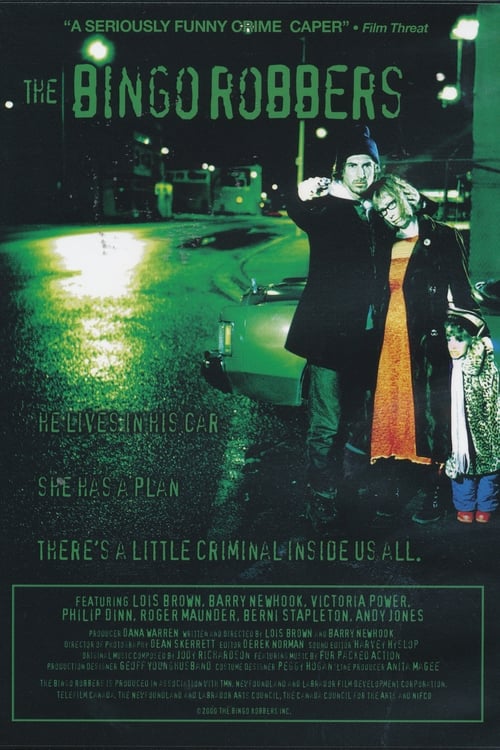 "A SERIOUSLY FUNNY CRIME CAPER" • Film Threat
THE BINGO ROBBERS
HE LIVES IN HIS CAR
SHE HAS A PLAN
THERE'S A LITTLE CRIMINAL INSIDE US ALL.
FEATURING LOIS BROWN, BARRY NEWHOOK, VICTORIA POWER,
PHILIP DINN, ROGER MAUNDER, BERNI STAPLETON, ANDY JONES
PRODUCER DANA WARREN WRITTEN AND DIRECTED BY LOIS BROWN AND BARRY NEWHOOK
DIRECTOR OF PHOTOGRAPHY DEAN SKERRETT EDITOR DEREK NORMAN SOUND EDITOR HARVEY HYSLOP
ORIGINAL MUSIC COMPOSED BY JODY RICHARDSON FEATURING MUSIC BY FUR PACKED ACTION
PRODUCTION DESIGNER GEOFF YOUNGHUSBAND COSTUME DESIGNER PEGGY HOGAN LINE PRODUCER ANITA MAGEE
THE BINGO ROBBERS IS PRODUCED IN ASSOCIATION WITH TMN, NEWFOUNDLAND AND LABRADOR FILM DEVELOPMENT CORPORATION,
TELEFILM CANADA, THE NEWFOUNDLAND AND LABRADOR ARTS COUNCIL, THE CANADA COUNCIL FOR THE ARTS AND NIFCO
©2000 THE BINGO ROBBERS INC.